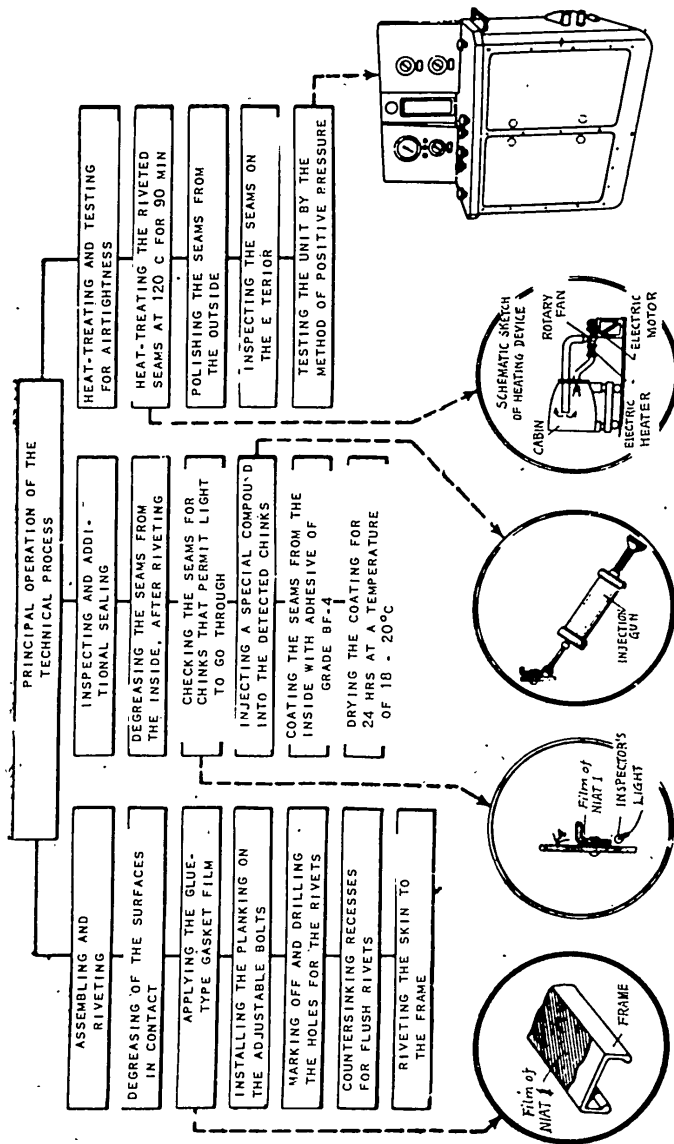 PRINCIPAL OPERATION OF THE
TECHNICAL PROCESS
ASSEMBLING AND
RIVETING
DEGREASING OF THE SURFACES
IN CONTACT
APPLYING THE GLUE-
TYPE GASKET FILM
INSTALLING THE PLANKING ON
THE ADJUSTABLE BOLTS
MARKING OFF AND DRILLING
THE HOLES FOR THE RIVETS
COUNTERSINKING RECESSES
FOR FLUSH RIVETS
RIVETING THE SKIN TO
THE FRAME
INSPECTING AND ADDI-
TIONAL SEALING
DEGREASING THE SEAMS FROM
THE INSIDE, AFTER RIVETING
CHECKING THE SEAMS FOR
CHINKS THAT PERMIT LIGHT
TO GO THROUGH
INJECTING A SPECIAL COMPOU'D
INTO THE DETECTED CHINKS
COATING THE SEAMS FROM THE
INSIDE WITH ADHESIVE OF
GRADE BF-4
DRYING THE COATING FOR
24 HRS AT A TEMPERATURE
OF 18 - 20°C
HEAT-TREATING AND TESTING
FOR AIRTIGHTNESS
HEAT-TREATING THE RIVETED
SEAMS AT 120 C FOR 90 MIN
POLISHING THE SEAMS FROM
THE OUTSIDE
INSPECTING THE SEAMS ON
THE E TERIOR
TESTING THE UNIT BY THE
METHOD OF POSITIVE PRESSURE
Film of
NIAT 1
FRAME
Film of
NIAT 1
INSPECTOR'S
LIGHT
INJECTION
GUN
SCHEMATIC SKETCH
OF HEATING DEVICE
CABIN
ROTARY
FAN
ELECTRIC
HEATER
ELECTRIC
MOTOR